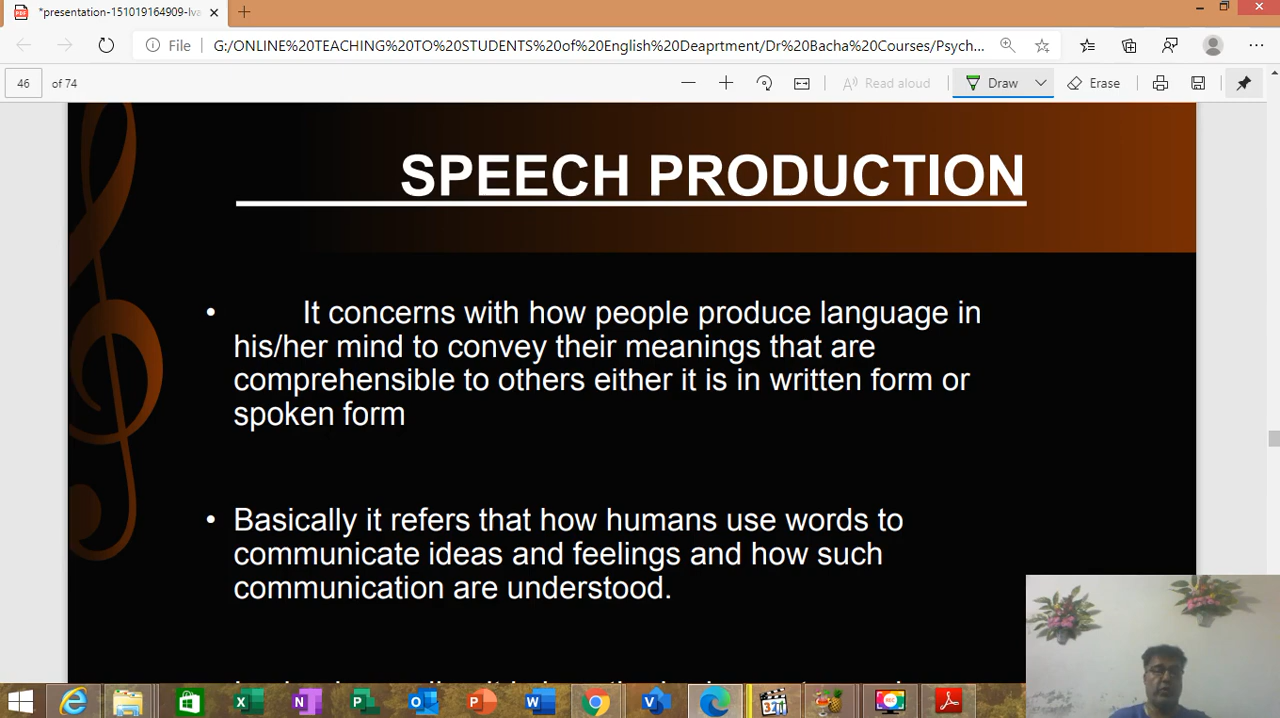 *presentation-151019164909-lva
File
G:/ONLINE%20TEACHING%20TO%20STUDENTS%20of%20English%20Deaprtment/Dr%20Bacha%20Courses/Psych...
46 of 74
Read aloud
Draw
Erase
SPEECH PRODUCTION
• It concerns with how people produce language in
his/her mind to convey their meanings that are
comprehensible to others either it is in written form or
spoken form
• Basically it refers that how humans use words to
communicate ideas and feelings and how such
communication are understood.